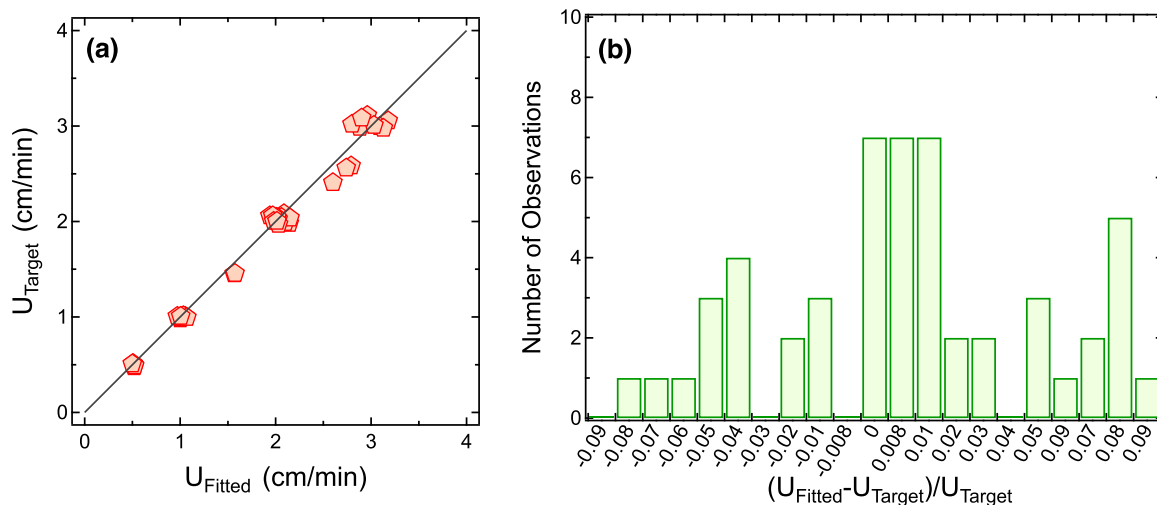 (a)
4
3
2
1
0
U_Target (cm/min)
0 1 2 3 4
U_Fitted (cm/min)
(b)
10
8
6
4
2
0
Number of Observations
-0.09 -0.08 -0.07 -0.06 -0.05 -0.04 -0.03 -0.02 -0.01 -0.008 0 0.008 0.01 0.02 0.03 0.04 0.05 0.09 0.07 0.08 0.09
(U_Fitted-U_Target)/U_Target